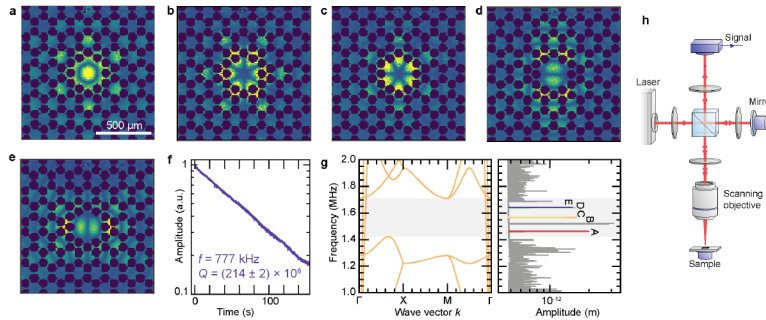 a
b
c
d
h
Signal
Laser
Mirro
500 µm
e
f
g
Amplitude (a.u.)
1
0.1
f = 777 kHz
Q = (214 ± 2) × 10⁶
0
100
Time (s)
Frequency (MHz)
2.0
1.8
1.6
1.4
1.2
1.0
Γ
X
M
Γ
Wave vector k
E
D
C
B
A
10⁻¹²
Amplitude (m)
Scanning
objective
Sample